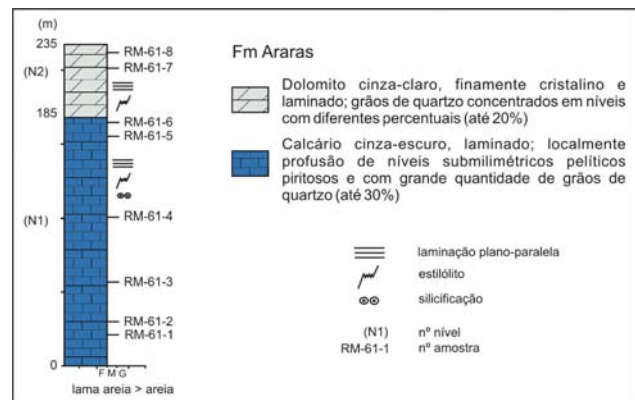 (m)
235
(N2)
185
(N1)
0
RM-61-8
RM-61-7
RM-61-6
RM-61-5
RM-61-4
RM-61-3
RM-61-2
RM-61-1
F M G
lama areia > areia
Fm Araras
Dolomito cinza-claro, finamente cristalino e
laminado; grãos de quartzo concentrados em níveis
com diferentes percentuais (até 20%)
Calcário cinza-escuro, laminado; localmente
profusão de níveis submilimétricos pelíticos
piritosos e com grande quantidade de grãos de
quartzo (até 30%)
laminação plano-paralela
estilólito
silicificação
(N1) nº nível
RM-61-1 nº amostra